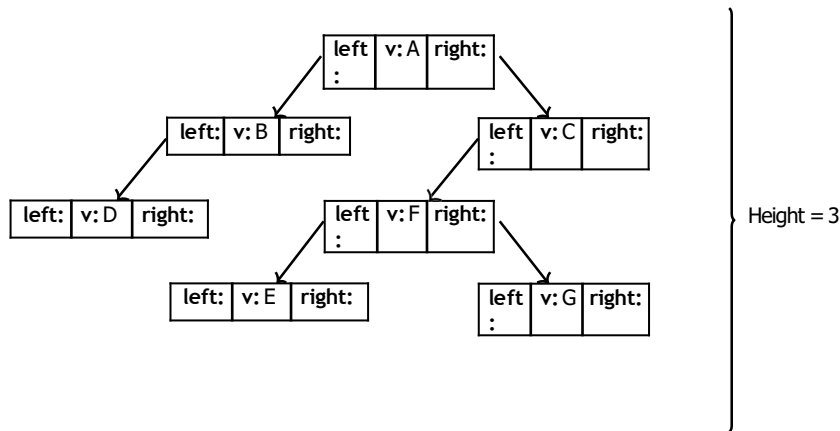 left v: A right:
:
left: v: B right: left v: C right:
:
left: v: D right: left v: F right:
:
Height = 3
left: v: E right: left v: G right:
: